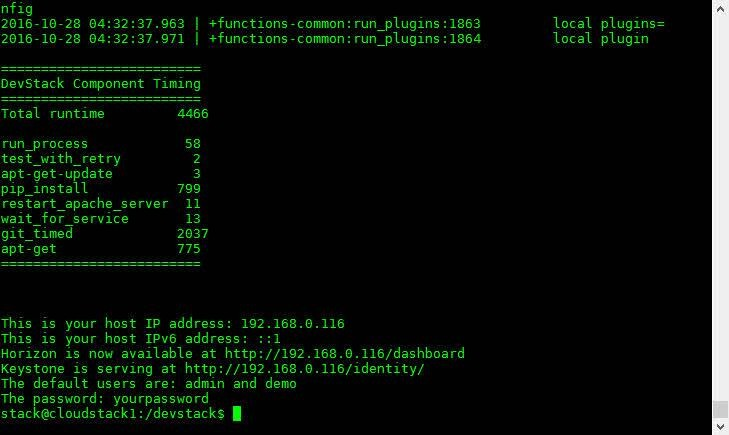 nfig
2016-10-28 04:32:37.963 | +functions-common:run_plugins:1863         local plugins=
2016-10-28 04:32:37.971 | +functions-common:run_plugins:1864         local plugin
=========================
DevStack Component Timing
=========================
Total runtime         4466
run_process            58
test_with_retry         2
apt-get-update          3
pip_install           799
restart_apache_server  11
wait_for_service       13
git_timed             2037
apt-get               775
=========================
This is your host IP address: 192.168.0.116
This is your host IPv6 address: ::1
Horizon is now available at http://192.168.0.116/dashboard
Keystone is serving at http://192.168.0.116/identity/
The default users are: admin and demo
The password: yourpassword
stack@cloudstack1:/devstack$